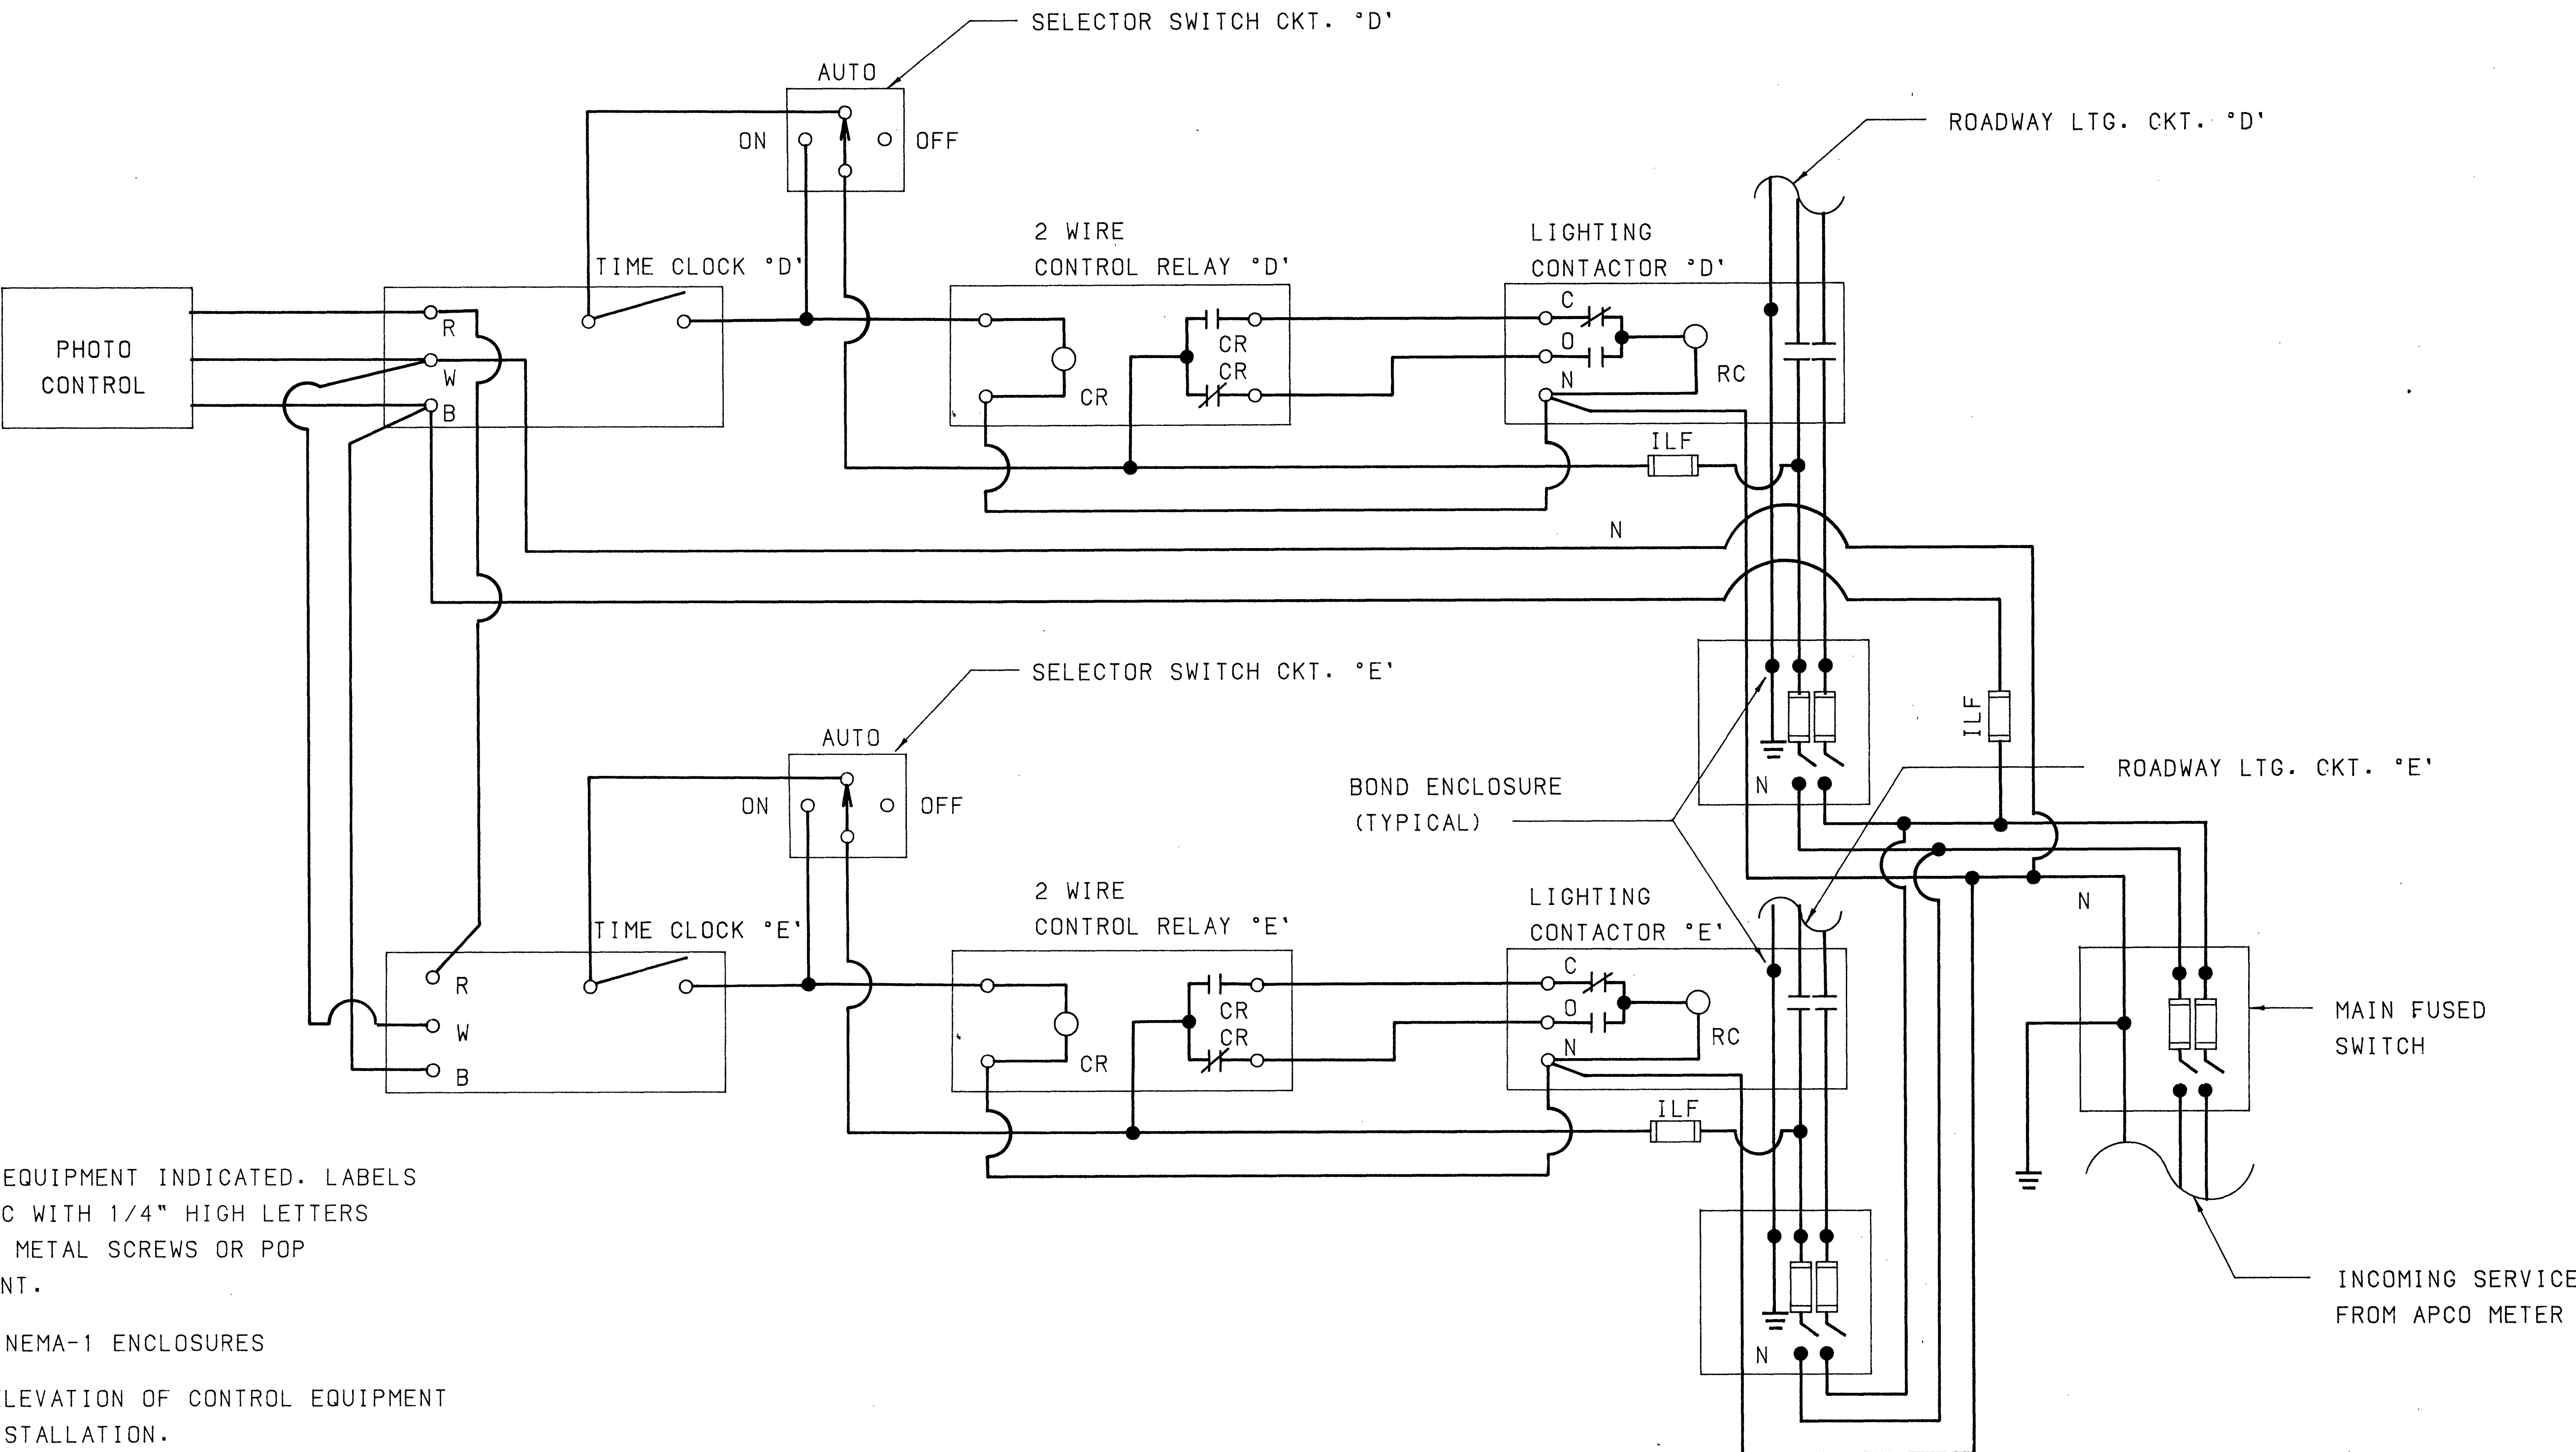 SELECTOR SWITCH CKT. °D'
AUTO
ON
OFF
ROADWAY LTG. CKT. °D'
2 WIRE
CONTROL RELAY °D'
LIGHTING
CONTACTOR °D'
TIME CLOCK °D'
PHOTO
CONTROL
R
W
B
CR
CR
CR
C
O
N
RC
ILF
N
SELECTOR SWITCH CKT. °E'
AUTO
ON
OFF
ILF
BOND ENCLOSURE
(TYPICAL)
N
ROADWAY LTG. CKT. °E'
2 WIRE
CONTROL RELAY °E'
LIGHTING
CONTACTOR °E'
N
TIME CLOCK °E'
R
W
B
CR
CR
CR
C
O
N
RC
ILF
MAIN FUSED
SWITCH
N
INCOMING SERVICE
FROM APCO METER
EQUIPMENT INDICATED. LABELS
C WITH 1/4" HIGH LETTERS
METAL SCREWS OR POP
NT.
NEMA-1 ENCLOSURES
ELEVATION OF CONTROL EQUIPMENT
STALLATION.